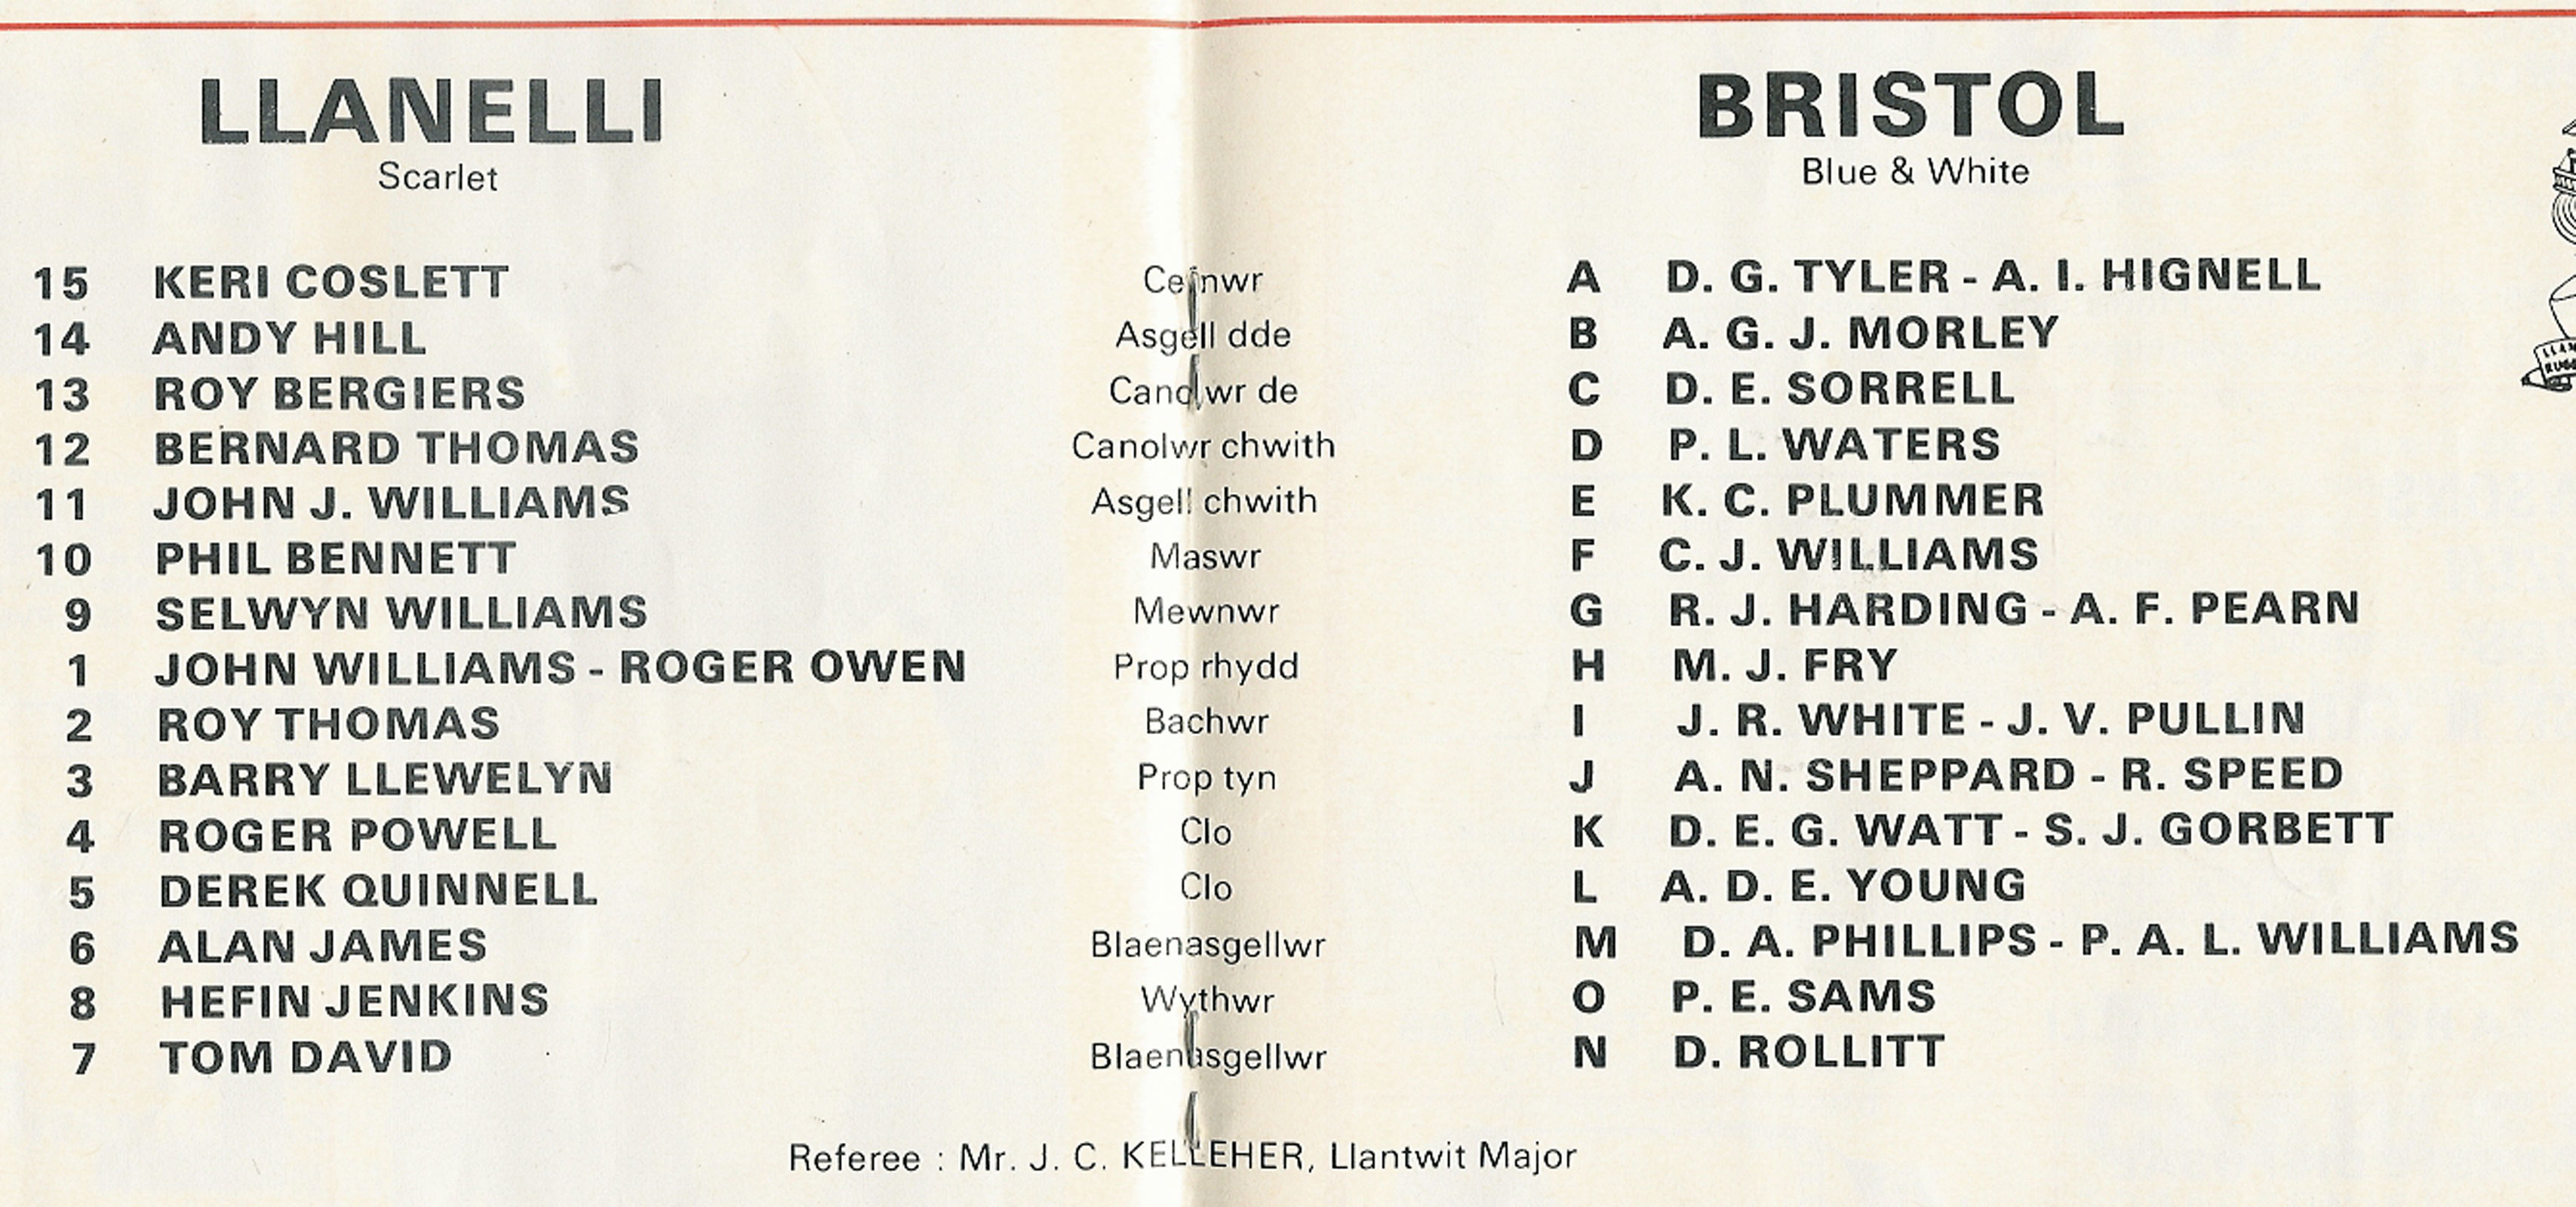 LLANELLI BRISTOL
Scarlet Blue & White
15 KERI COSLETT Cefnwr A D. G. TYLER - A. I. HIGNELL
14 ANDY HILL Asgell dde B A. G. J. MORLEY
13 ROY BERGIERS Canolwr de C D. E. SORRELL
12 BERNARD THOMAS Canolwr chwith D P. L. WATERS
11 JOHN J. WILLIAMS Asgell chwith E K. C. PLUMMER
10 PHIL BENNETT Maswr F C. J. WILLIAMS
9 SELWYN WILLIAMS Mewnwr G R. J. HARDING - A. F. PEARN
1 JOHN WILLIAMS - ROGER OWEN Prop rhydd H M. J. FRY
2 ROY THOMAS Bachwr I J. R. WHITE - J. V. PULLIN
3 BARRY LLEWELYN Prop tyn J A. N. SHEPPARD - R. SPEED
4 ROGER POWELL Clo K D. E. G. WATT - S. J. GORBETT
5 DEREK QUINNELL Clo L A. D. E. YOUNG
6 ALAN JAMES Blaenasgellwr M D. A. PHILLIPS - P. A. L. WILLIAMS
8 HEFIN JENKINS Wythwr O P. E. SAMS
7 TOM DAVID Blaenasgellwr N D. ROLLITT
Referee : Mr. J. C. KELLEHER, Llantwit Major